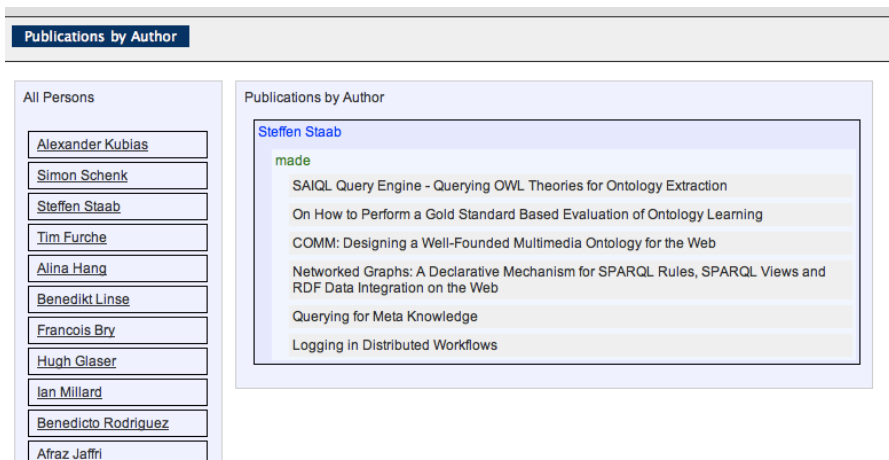 Publications by Author
All Persons
Alexander Kubias
Simon Schenk
Steffen Staab
Tim Furche
Alina Hang
Benedikt Linse
Francois Bry
Hugh Glaser
Ian Millard
Benedicto Rodriguez
Afraz Jaffri
Publications by Author
Steffen Staab
made
SAIQL Query Engine - Querying OWL Theories for Ontology Extraction
On How to Perform a Gold Standard Based Evaluation of Ontology Learning
COMM: Designing a Well-Founded Multimedia Ontology for the Web
Networked Graphs: A Declarative Mechanism for SPARQL Rules, SPARQL Views and
RDF Data Integration on the Web
Querying for Meta Knowledge
Logging in Distributed Workflows